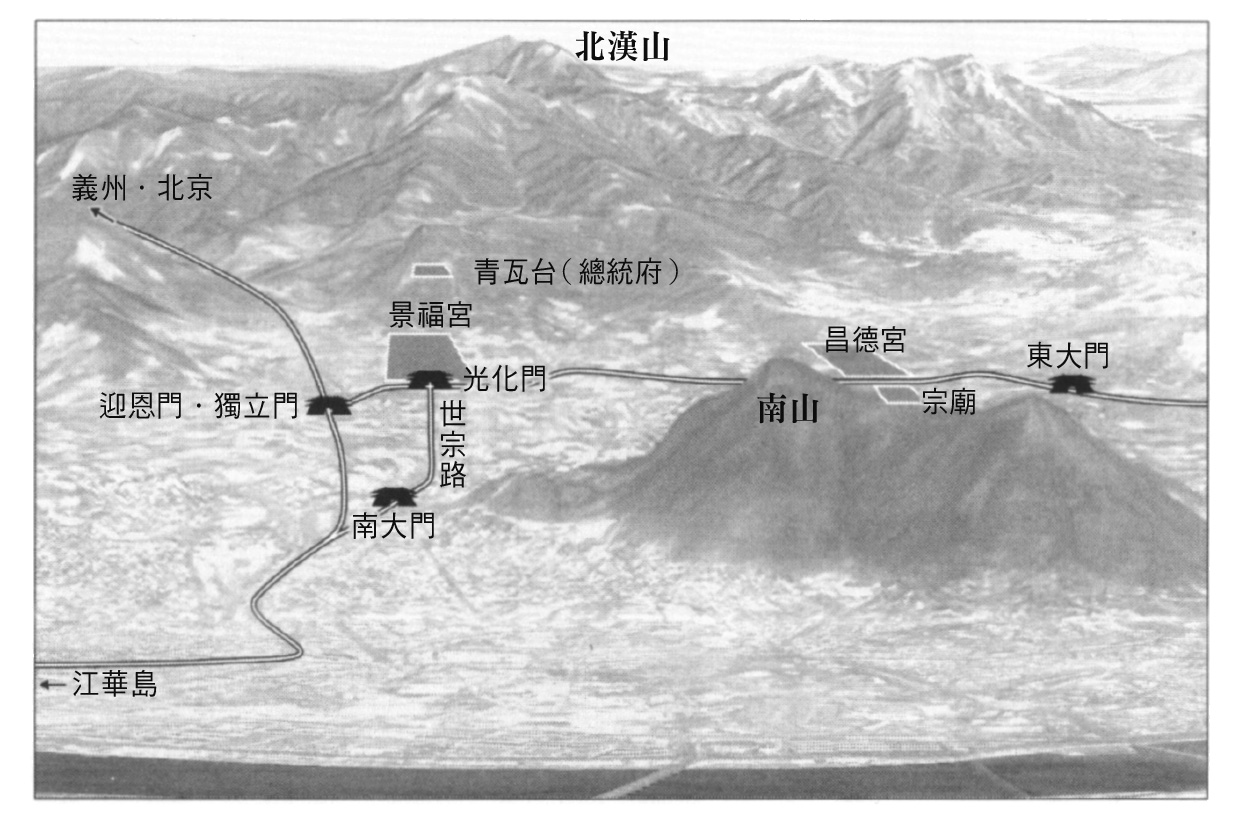 北漢山
義州・北京
青瓦台(總統府)
景福宮
昌德宮
東大門
光化門
迎恩門・獨立門
宗廟
南山
世宗路
南大門
江華島